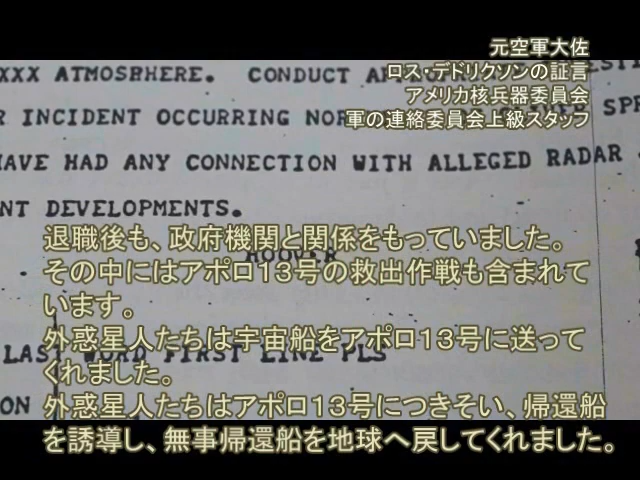 元空軍大佐
ロス・デドリクソンの証言
アメリカ核兵器委員会
軍の連絡委員会上級スタッフ
XXX ATMOSPHERE. CONDUCT
INCIDENT OCCURRING
HAVE HAD ANY CONNECTION WITH ALLEGED RADAR
NT DEVELOPMENTS.
退職後も、政府機関と関係をもっていました。
HOOVER
その中にはアポロ１３号の救出作戦も含まれて
います。
外惑星人たちは宇宙船をアポロ１３号に送って
LAST WORD FIRST LINE PLS
くれました。
ON
外惑星人たちはアポロ１３号につきそい、帰還船
を誘導し、無事帰還船を地球へ戻してくれました。